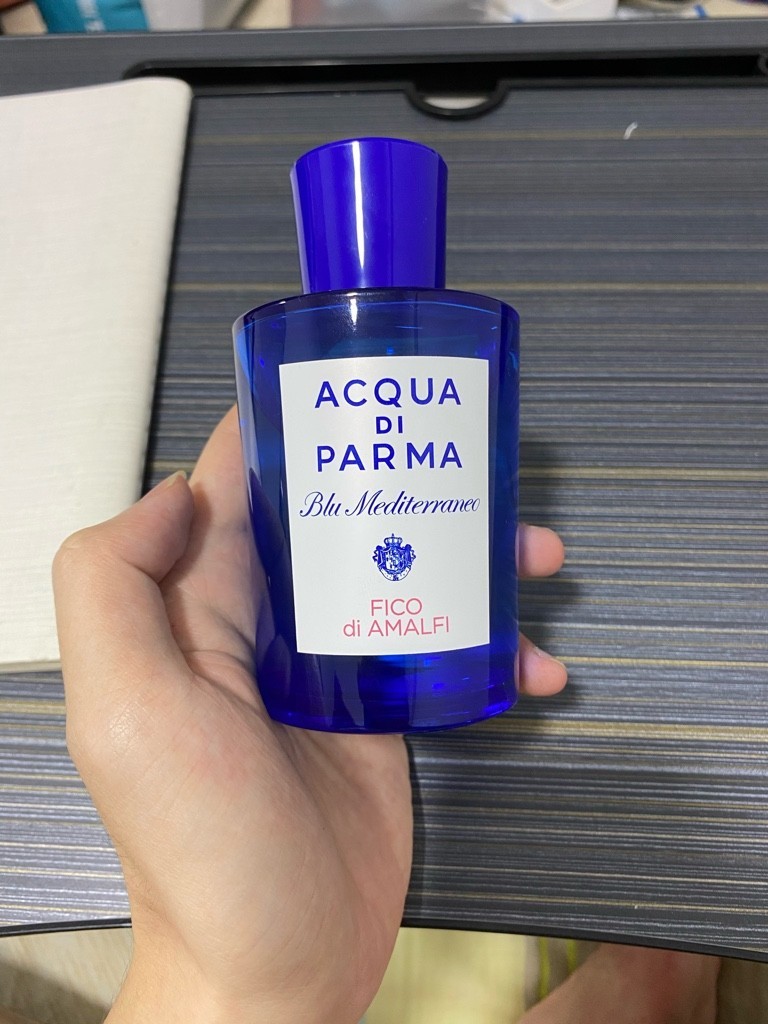 ACQUA
DI
PARMA
Blu Mediterraneo
FICO
di AMALFI